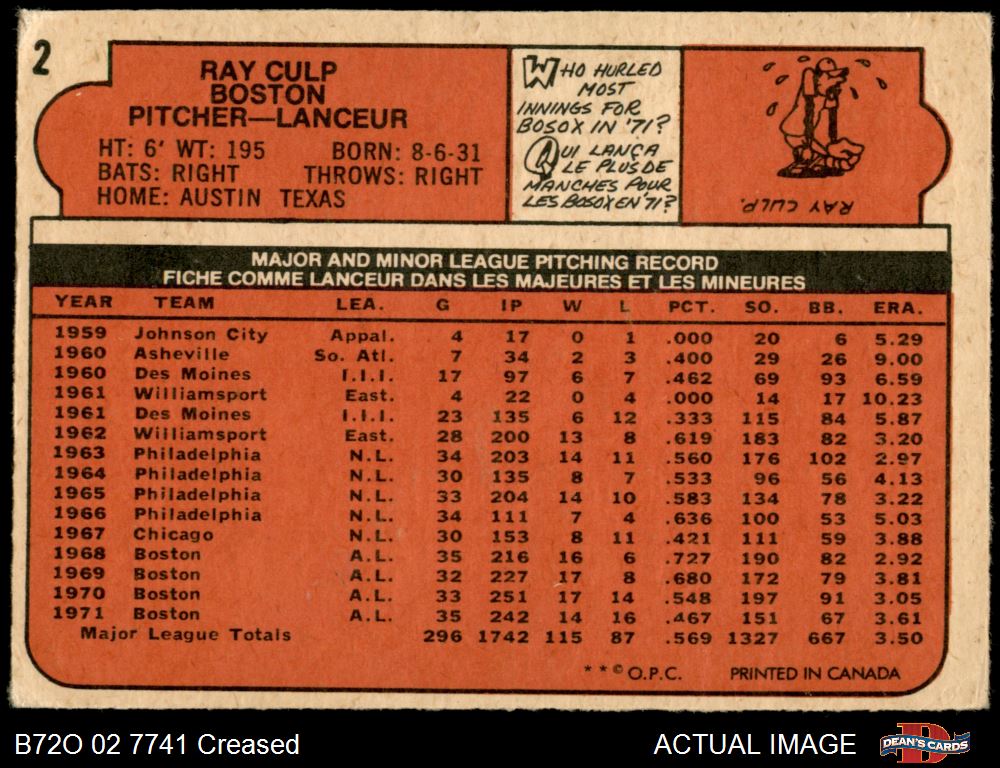 2
RAY CULP
BOSTON
PITCHER—LANCEUR
HT: 6' WT: 195 BORN: 8-6-31
BATS: RIGHT THROWS: RIGHT
HOME: AUSTIN TEXAS
WHO HURLED
MOST
INNINGS FOR
BOSOX IN '71?
QUI LANÇA
LE PLUS DE
MANCHES POUR
LES BOSOX EN '71?
RAY CULP.
MAJOR AND MINOR LEAGUE PITCHING RECORD
FICHE COMME LANCEUR DANS LES MAJEURES ET LES MINEURES
YEAR TEAM LEA. G IP W L PCT. SO. BB. ERA.
1959 Johnson City Appal. 4 17 0 1 .000 20 6 5.29
1960 Asheville So. Atl. 7 34 2 3 .400 29 26 9.00
1960 Des Moines I.I.I. 17 97 6 7 .462 69 93 6.59
1961 Williamsport East. 4 22 0 4 .000 14 17 10.23
1961 Des Moines I.I.I. 23 135 6 12 .333 115 84 5.87
1962 Williamsport East. 28 200 13 8 .619 183 82 3.20
1963 Philadelphia N.L. 34 203 14 11 .560 176 102 2.97
1964 Philadelphia N.L. 30 135 8 7 .533 96 56 4.13
1965 Philadelphia N.L. 33 204 14 10 .583 134 78 3.22
1966 Philadelphia N.L. 34 111 7 4 .636 100 53 5.03
1967 Chicago N.L. 30 153 8 11 .421 111 59 3.88
1968 Boston A.L. 35 216 16 6 .727 190 82 2.92
1969 Boston A.L. 32 227 17 8 .680 172 79 3.81
1970 Boston A.L. 33 251 17 14 .548 197 91 3.05
1971 Boston A.L. 35 242 14 16 .467 151 67 3.61
Major League Totals 296 1742 115 87 .569 1327 667 3.50
* * © O.P.C. PRINTED IN CANADA
B72O 02 7741 Creased
ACTUAL IMAGE
B
DEAN'S CARDS